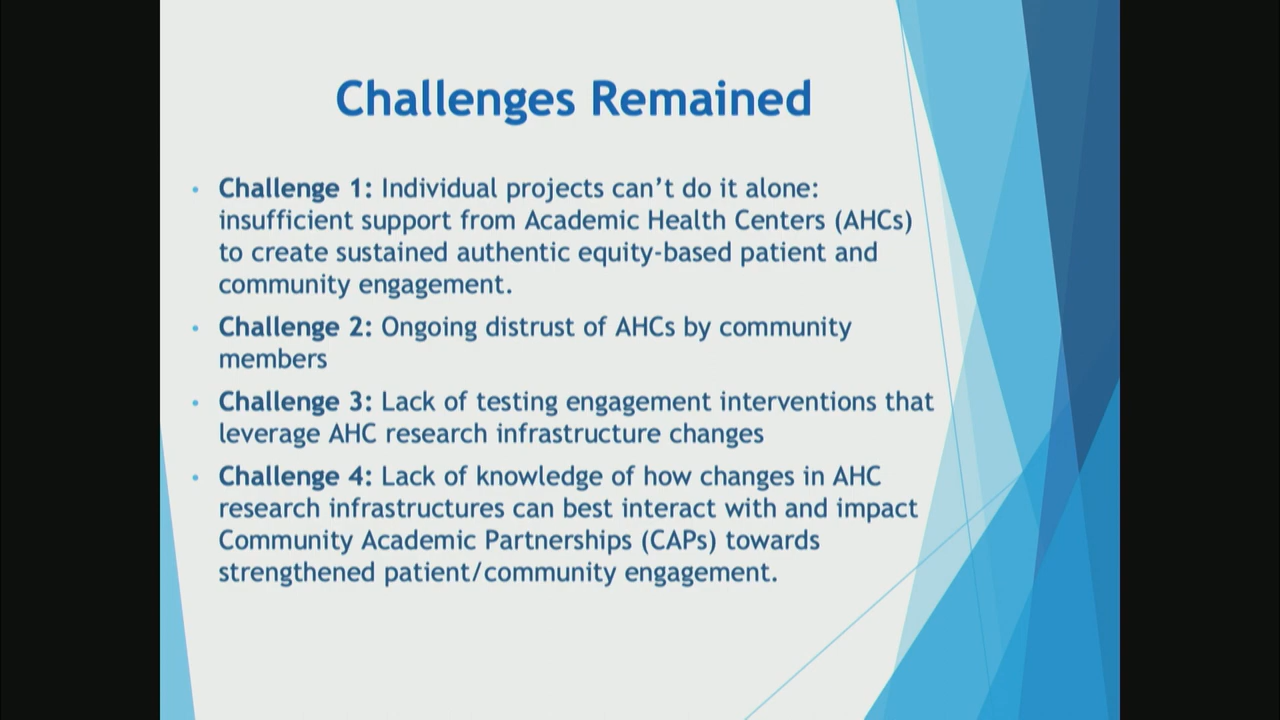 Challenges Remained
• Challenge 1: Individual projects can’t do it alone:
insufficient support from Academic Health Centers (AHCs)
to create sustained authentic equity-based patient and
community engagement.
• Challenge 2: Ongoing distrust of AHCs by community
members
• Challenge 3: Lack of testing engagement interventions that
leverage AHC research infrastructure changes
• Challenge 4: Lack of knowledge of how changes in AHC
research infrastructures can best interact with and impact
Community Academic Partnerships (CAPs) towards
strengthened patient/community engagement.